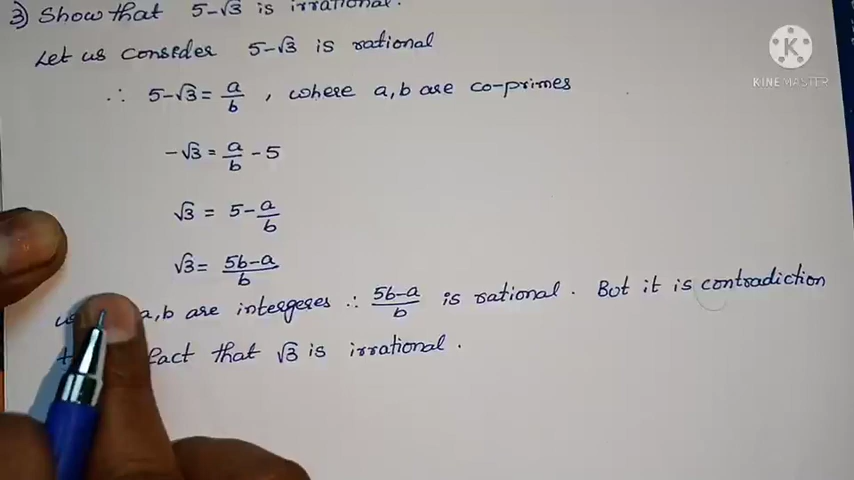 3) Show that 5-√3 is irrational.
Let us consider 5-√3 is rational
∴ 5-√3 = a/b , where a,b are co-primes
-√3 = a/b - 5
√3 = 5 - a/b
√3 = 5b-a/b
a,b are intergeres ∴ 5b-a/b is rational. But it is contradiction
fact that √3 is irrational.
K
KINEMASTER